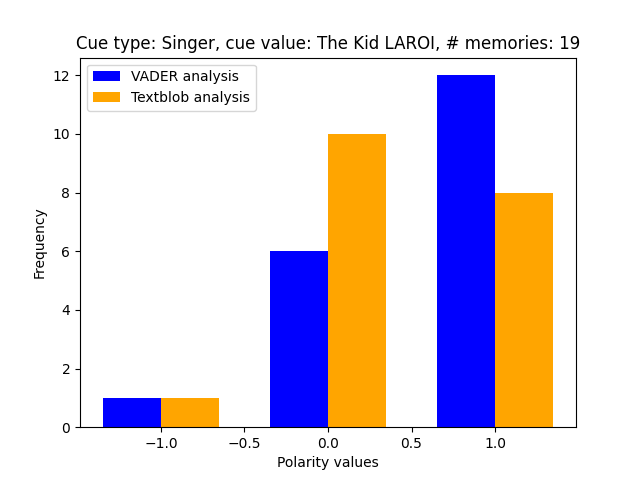 Cue type: Singer, cue value: The Kid LAROI, # memories: 19
VADER analysis
Textblob analysis
12
10
8
6
4
2
0
Frequency
−1.0
−0.5
0.0
0.5
1.0
Polarity values